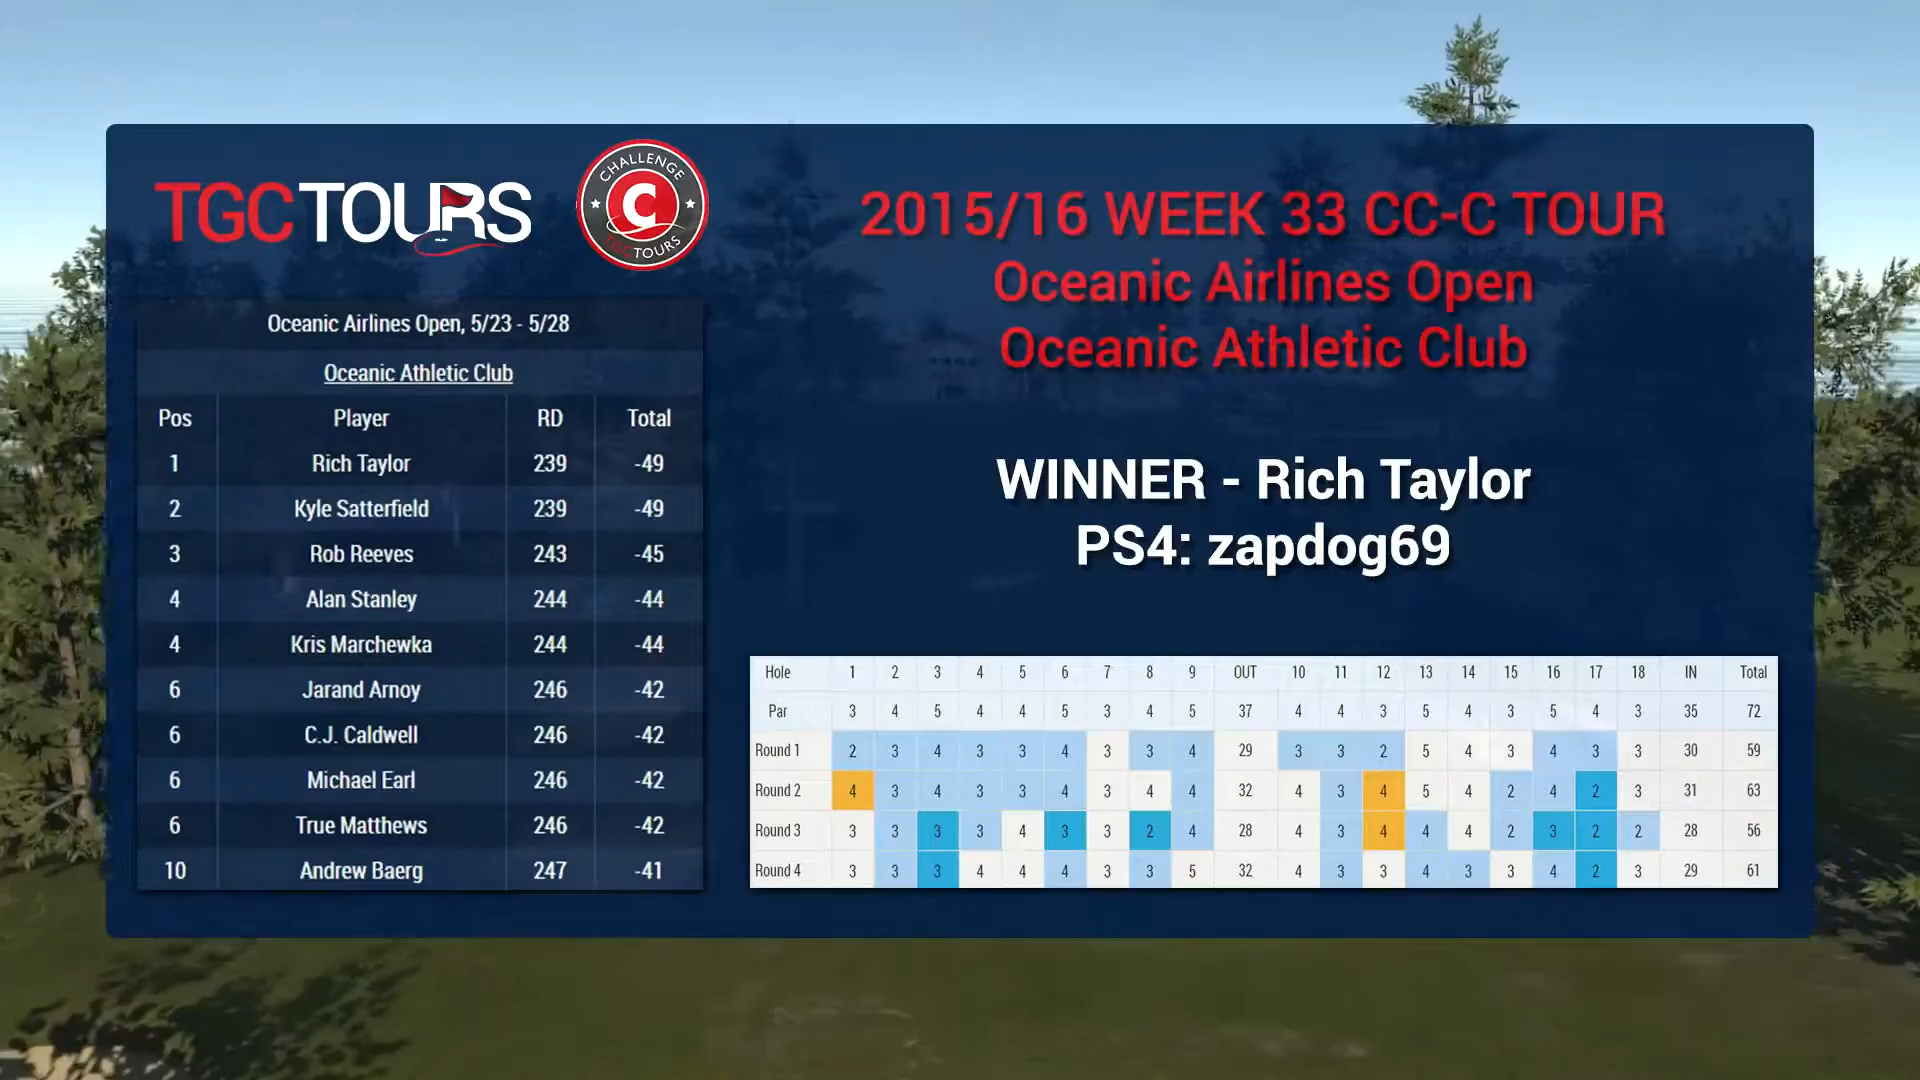 TGCTOURS
CHALLENGE
C
TGCTOURS
2015/16 WEEK 33 CC-C TOUR
Oceanic Airlines Open
Oceanic Athletic Club
Oceanic Airlines Open, 5/23 - 5/28
Oceanic Athletic Club
Pos Player RD Total
1 Rich Taylor 239 -49
2 Kyle Satterfield 239 -49
3 Rob Reeves 243 -45
4 Alan Stanley 244 -44
4 Kris Marchewka 244 -44
6 Jarand Arnoy 246 -42
6 C.J. Caldwell 246 -42
6 Michael Earl 246 -42
6 True Matthews 246 -42
10 Andrew Baerg 247 -41
WINNER - Rich Taylor
PS4: zapdog69
Hole 1 2 3 4 5 6 7 8 9 OUT 10 11 12 13 14 15 16 17 18 IN Total
Par 3 4 5 4 4 5 3 4 5 37 4 4 3 5 4 3 5 4 3 35 72
Round 1 2 3 4 3 3 4 3 3 4 29 3 3 2 5 4 3 4 3 3 30 59
Round 2 4 3 4 3 3 4 3 4 4 32 4 3 4 5 4 2 4 2 3 31 63
Round 3 3 3 3 3 4 3 3 2 4 28 4 3 4 4 4 2 3 2 2 28 56
Round 4 3 3 3 4 4 4 3 3 5 32 4 3 3 4 3 3 4 2 3 29 61